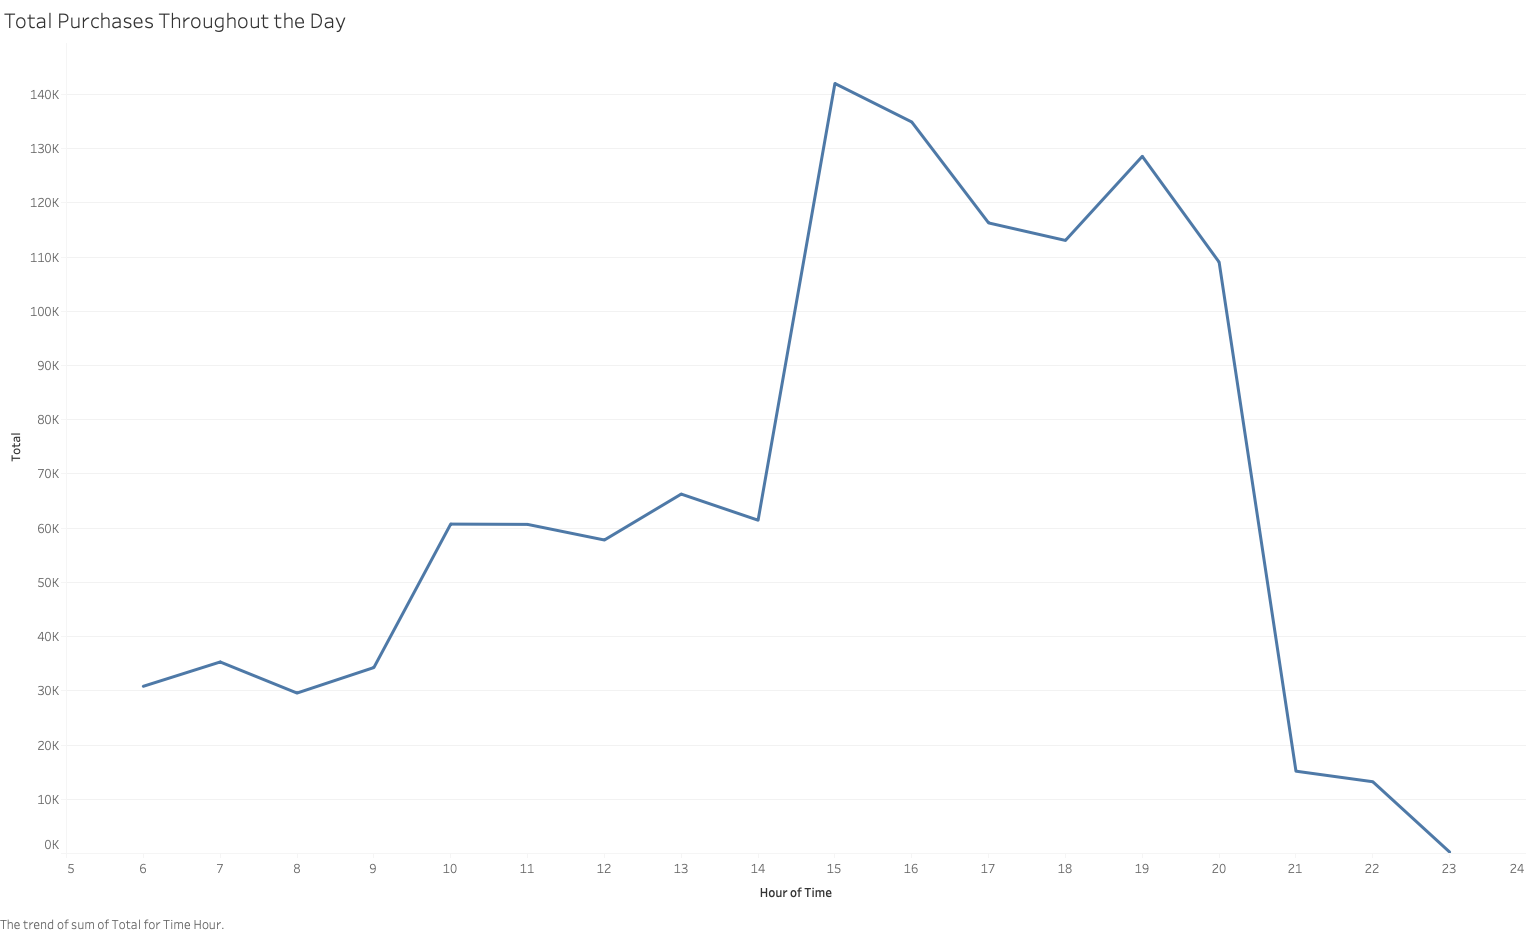 Total Purchases Throughout the Day
140K
130K
120K
110K
100K
90K
80K
70K
60K
50K
40K
30K
20K
10K
0K
Total
5 6 7 8 9 10 11 12 13 14 15 16 17 18 19 20 21 22 23 24
Hour of Time
The trend of sum of Total for Time Hour.